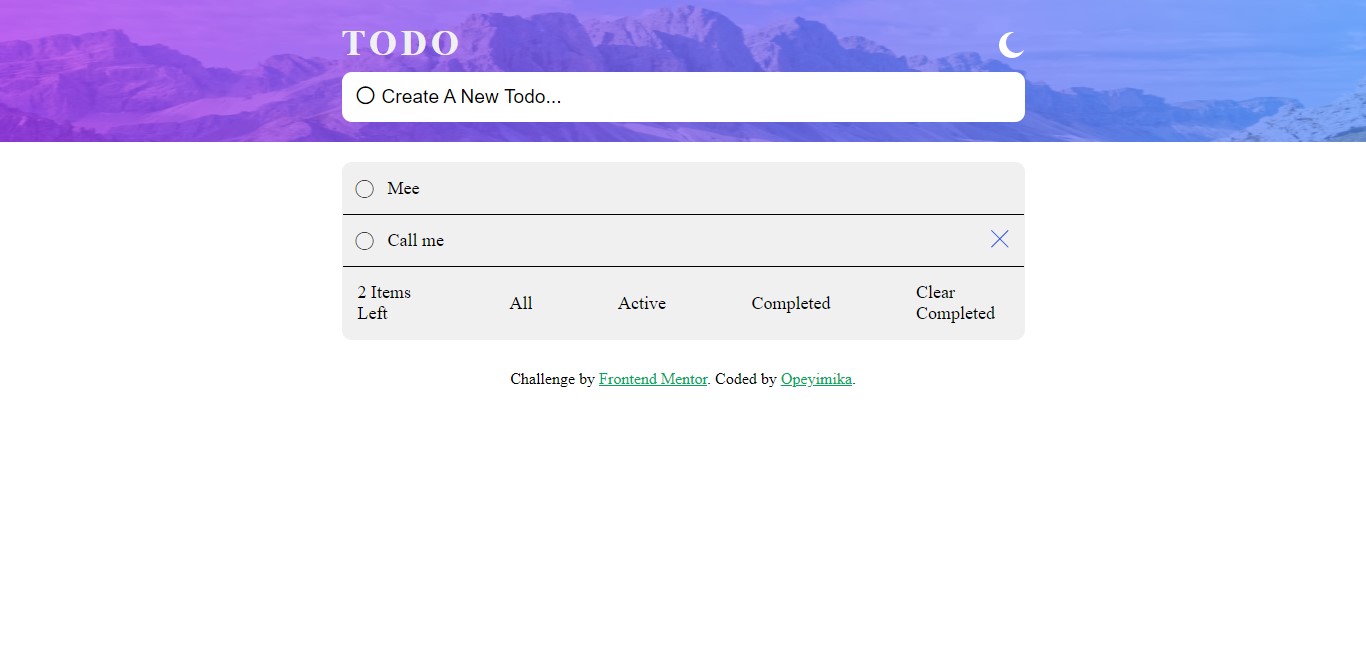 TODO
Create A New Todo...
Mee
Call me
2 Items
Left
All
Active
Completed
Clear
Completed
Challenge by Frontend Mentor. Coded by Opeyimika.